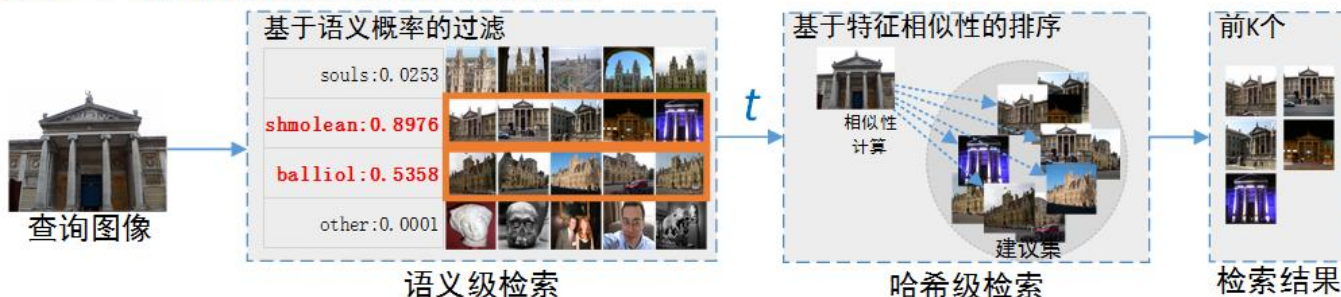 查询图像
基于语义概率的过滤
souls:0.0253
shmolean:0.8976
balliol:0.5358
other:0.0001
语义级检索
t
基于特征相似性的排序
相似性
计算
建议集
哈希级检索
前K个
检索结果